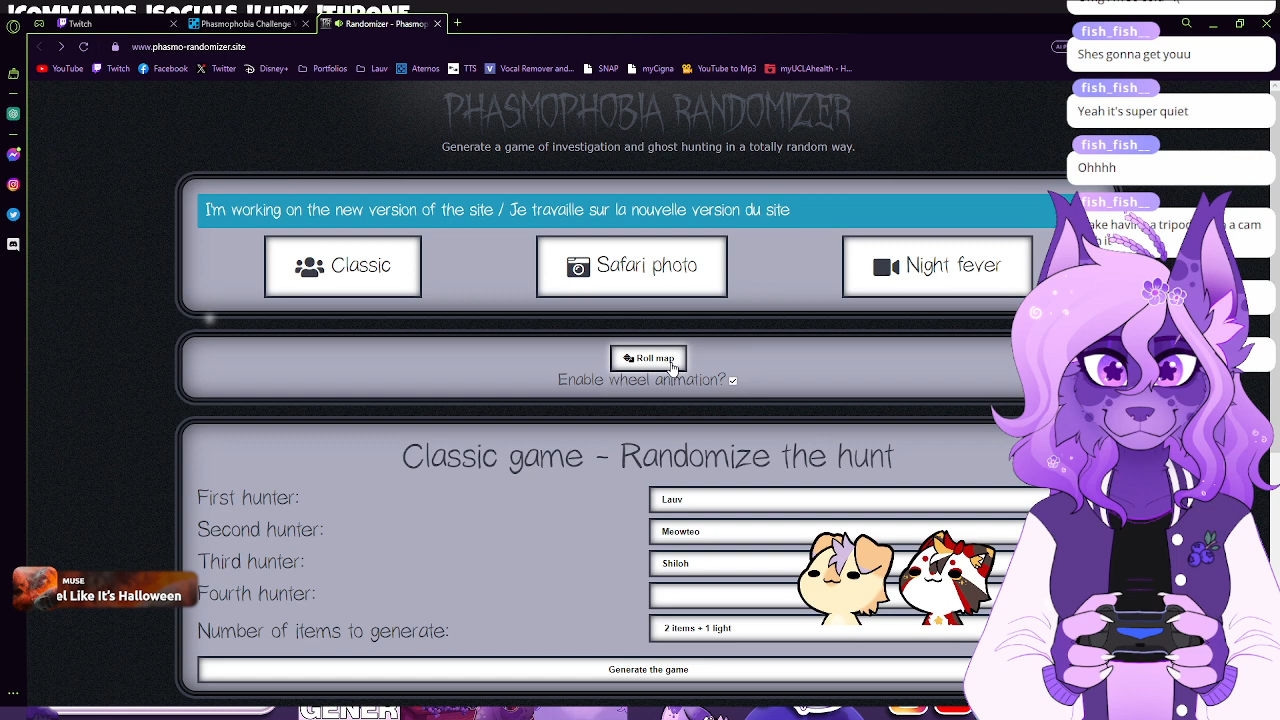 Twitch
Phasmophobia Challenge
Randomizer - Phasmop
www.phasmo-randomizer.site
YouTube
Twitch
Facebook
Twitter
Disney+
Portfolios
Lauv
Aternos
TTS
Vocal Remover and...
SNAP
myCigna
YouTube to Mp3
myUCLAhealth - H...
PHASMOPHOBIA RANDOMIZER
Generate a game of investigation and ghost hunting in a totally random way.
I'm working on the new version of the site / Je travaille sur la nouvelle version du site
Classic
Safari photo
Night fever
Roll map
Enable wheel animation?
Classic game - Randomize the hunt
First hunter:
Lauv
Second hunter:
Meowteo
Third hunter:
Shiloh
Fourth hunter:
Number of items to generate:
2 items + 1 light
Generate the game
MUSE
el Like It's Halloween
fish_fish__
Shes gonna get youu
fish_fish__
Yeah it's super quiet
fish_fish__
Ohhhh
fish_fish__